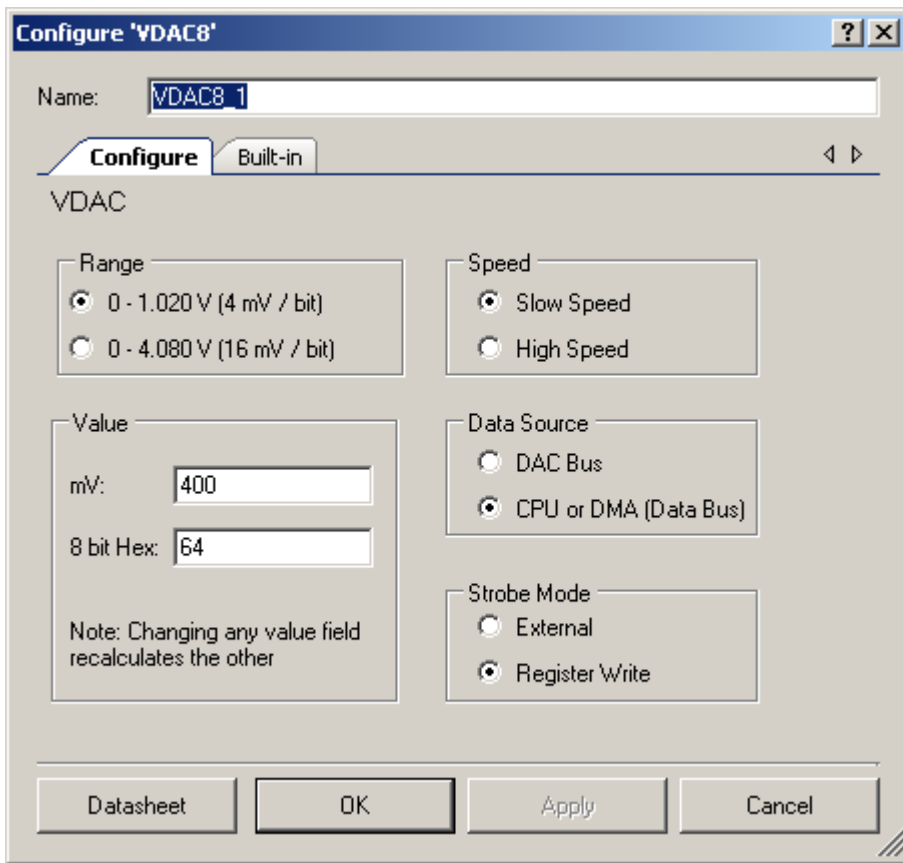 Configure 'VDAC8'
Name: VDAC8_1
Configure Built-in
VDAC
Range
0 - 1.020 V (4 mV / bit)
0 - 4.080 V (16 mV / bit)
Speed
Slow Speed
High Speed
Value
mV: 400
8 bit Hex: 64
Note: Changing any value field
recalculates the other
Data Source
DAC Bus
CPU or DMA (Data Bus)
Strobe Mode
External
Register Write
Datasheet OK Apply Cancel